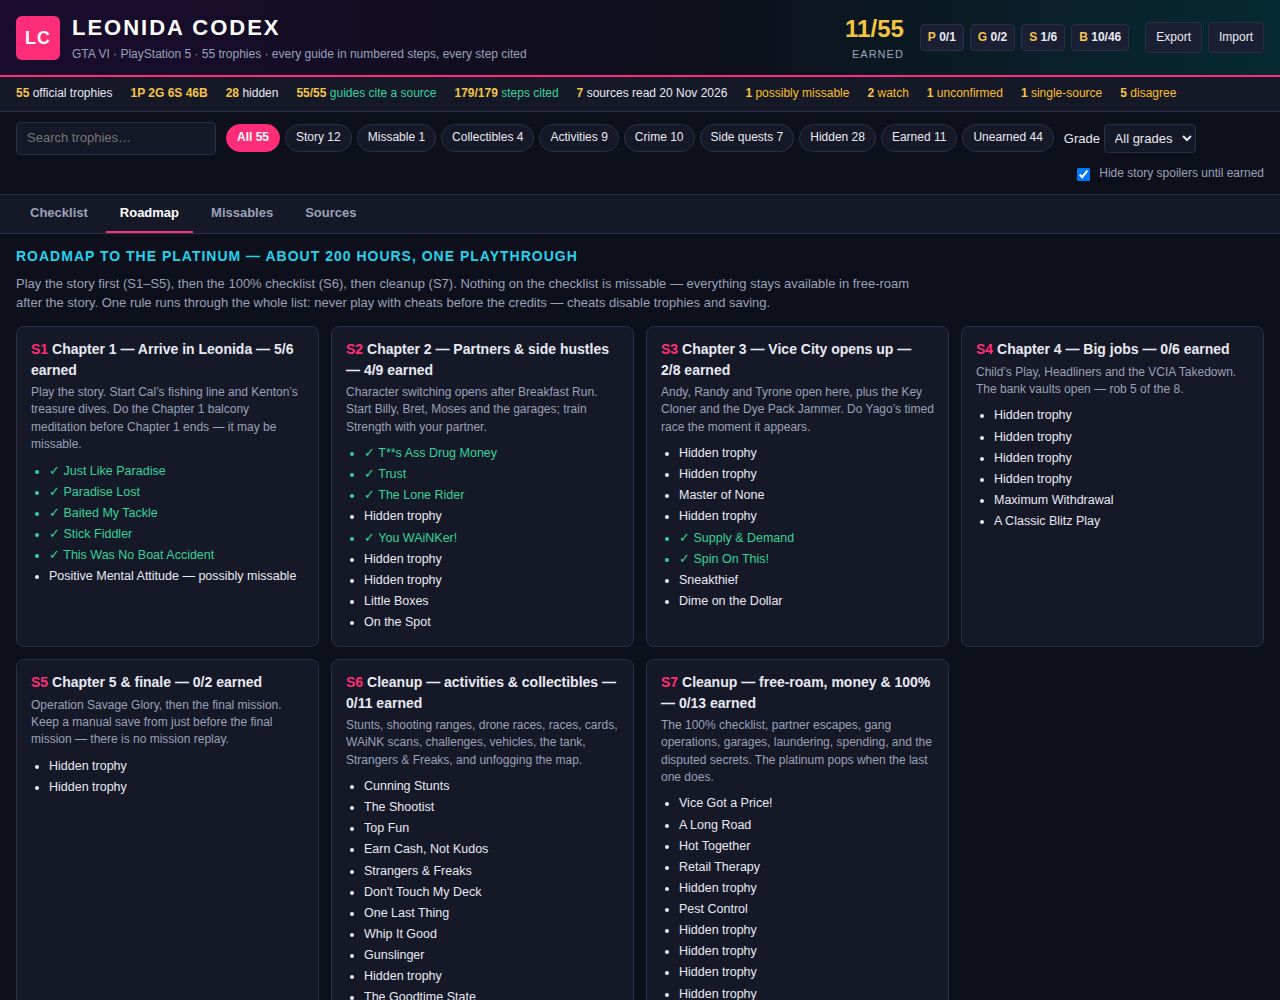 LC
LEONIDA CODEX
GTA VI · PlayStation 5 · 55 trophies · every guide in numbered steps, every step cited
11/55
EARNED
P 0/1
G 0/2
S 1/6
B 10/46
Export
Import
55 official trophies
1P 2G 6S 46B
28 hidden
55/55 guides cite a source
179/179 steps cited
7 sources read 20 Nov 2026
1 possibly missable
2 watch
1 unconfirmed
1 single-source
5 disagree
Search trophies…
All 55
Story 12
Missable 1
Collectibles 4
Activities 9
Crime 10
Side quests 7
Hidden 28
Earned 11
Unearned 44
Grade
All grades
Hide story spoilers until earned
Checklist
Roadmap
Missables
Sources
ROADMAP TO THE PLATINUM — ABOUT 200 HOURS, ONE PLAYTHROUGH
Play the story first (S1–S5), then the 100% checklist (S6), then cleanup (S7). Nothing on the checklist is missable — everything stays available in free-roam
after the story. One rule runs through the whole list: never play with cheats before the credits — cheats disable trophies and saving.
S1 Chapter 1 — Arrive in Leonida — 5/6
earned
Play the story. Start Cal’s fishing line and Kenton’s
treasure dives. Do the Chapter 1 balcony
meditation before Chapter 1 ends — it may be
missable.
✓ Just Like Paradise
✓ Paradise Lost
✓ Baited My Tackle
✓ Stick Fiddler
✓ This Was No Boat Accident
Positive Mental Attitude — possibly missable
S2 Chapter 2 — Partners & side hustles
— 4/9 earned
Character switching opens after Breakfast Run.
Start Billy, Bret, Moses and the garages; train
Strength with your partner.
✓ T**s Ass Drug Money
✓ Trust
✓ The Lone Rider
Hidden trophy
✓ You WAiNKer!
Hidden trophy
Hidden trophy
Little Boxes
On the Spot
S3 Chapter 3 — Vice City opens up —
2/8 earned
Andy, Randy and Tyrone open here, plus the Key
Cloner and the Dye Pack Jammer. Do Yago’s timed
race the moment it appears.
Hidden trophy
Hidden trophy
Master of None
Hidden trophy
✓ Supply & Demand
✓ Spin On This!
Sneakthief
Dime on the Dollar
S4 Chapter 4 — Big jobs — 0/6 earned
Child’s Play, Headliners and the VCIA Takedown.
The bank vaults open — rob 5 of the 8.
Hidden trophy
Hidden trophy
Hidden trophy
Hidden trophy
Maximum Withdrawal
A Classic Blitz Play
S5 Chapter 5 & finale — 0/2 earned
Operation Savage Glory, then the final mission.
Keep a manual save from just before the final
mission — there is no mission replay.
Hidden trophy
Hidden trophy
S6 Cleanup — activities & collectibles —
0/11 earned
Stunts, shooting ranges, drone races, races, cards,
WAiNK scans, challenges, vehicles, the tank,
Strangers & Freaks, and unfogging the map.
Cunning Stunts
The Shootist
Top Fun
Earn Cash, Not Kudos
Strangers & Freaks
Don't Touch My Deck
One Last Thing
Whip It Good
Gunslinger
Hidden trophy
The Goodtime State
S7 Cleanup — free-roam, money & 100%
— 0/13 earned
The 100% checklist, partner escapes, gang
operations, garages, laundering, spending, and the
disputed secrets. The platinum pops when the last
one does.
Vice Got a Price!
A Long Road
Hot Together
Retail Therapy
Hidden trophy
Pest Control
Hidden trophy
Hidden trophy
Hidden trophy
Hidden trophy